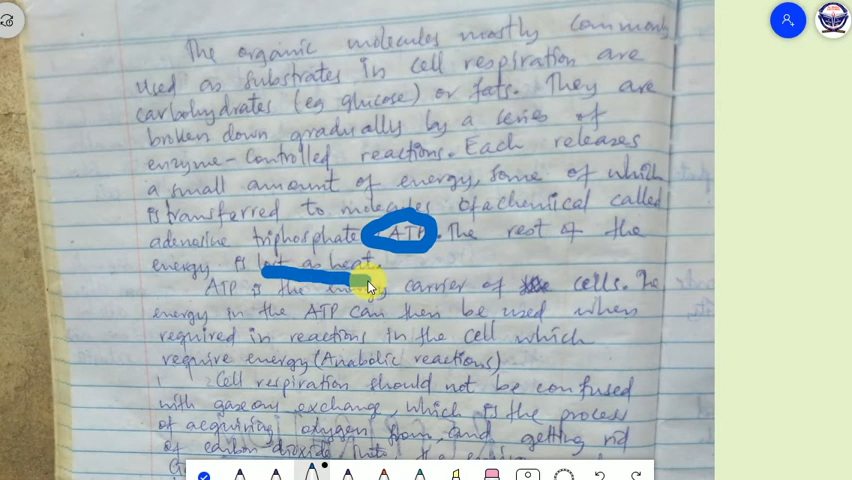 The organic molecules mostly commonly
used as substrates in cell respiration are
carbohydrates (eg glucose) or fats. They are
broken down gradually by a series of
enzyme-controlled reactions. Each releases
a small amount of energy, some of which
is transferred to molecules of a chemical called
adenosine triphosphate ATP. The rest of the
energy is lost as heat.
ATP is the energy carrier of cells. The
energy in the ATP can then be used when
required in reactions in the cell which
require energy (Anabolic reactions)
Cell respiration should not be confused
with gaseous exchange, which is the process
of acquiring oxygen from, and getting rid
of carbon dioxide into the